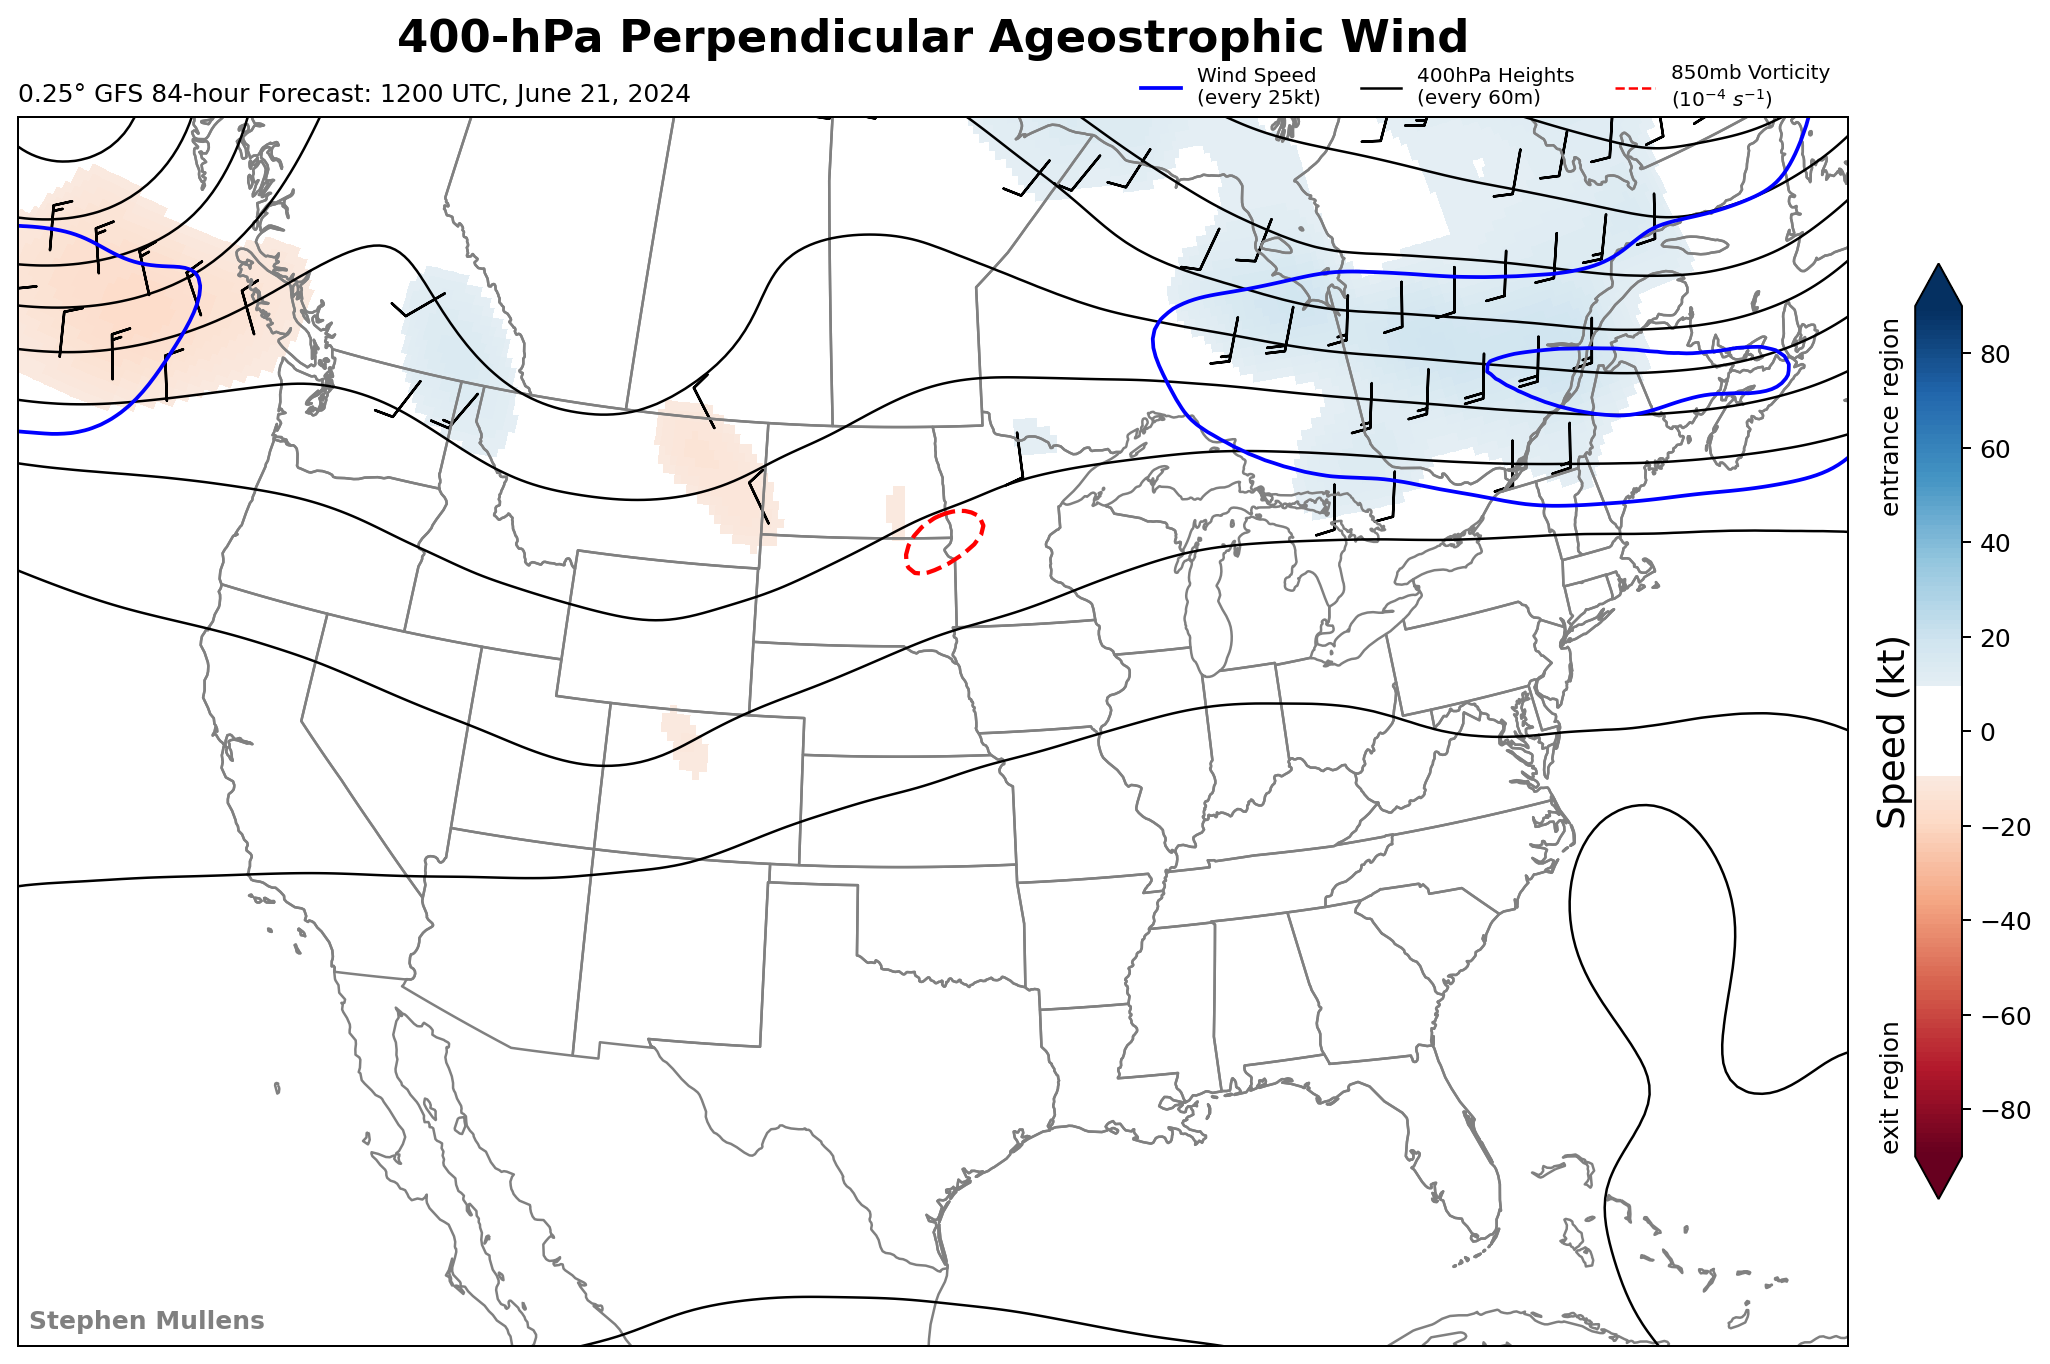 400-hPa Perpendicular Ageostrophic Wind
0.25° GFS 84-hour Forecast: 1200 UTC, June 21, 2024
Wind Speed
(every 25kt)
400hPa Heights
(every 60m)
850mb Vorticity
(10⁻⁴ s⁻¹)
entrance region
Speed (kt)
exit region
80
60
40
20
0
−20
−40
−60
−80
Stephen Mullens